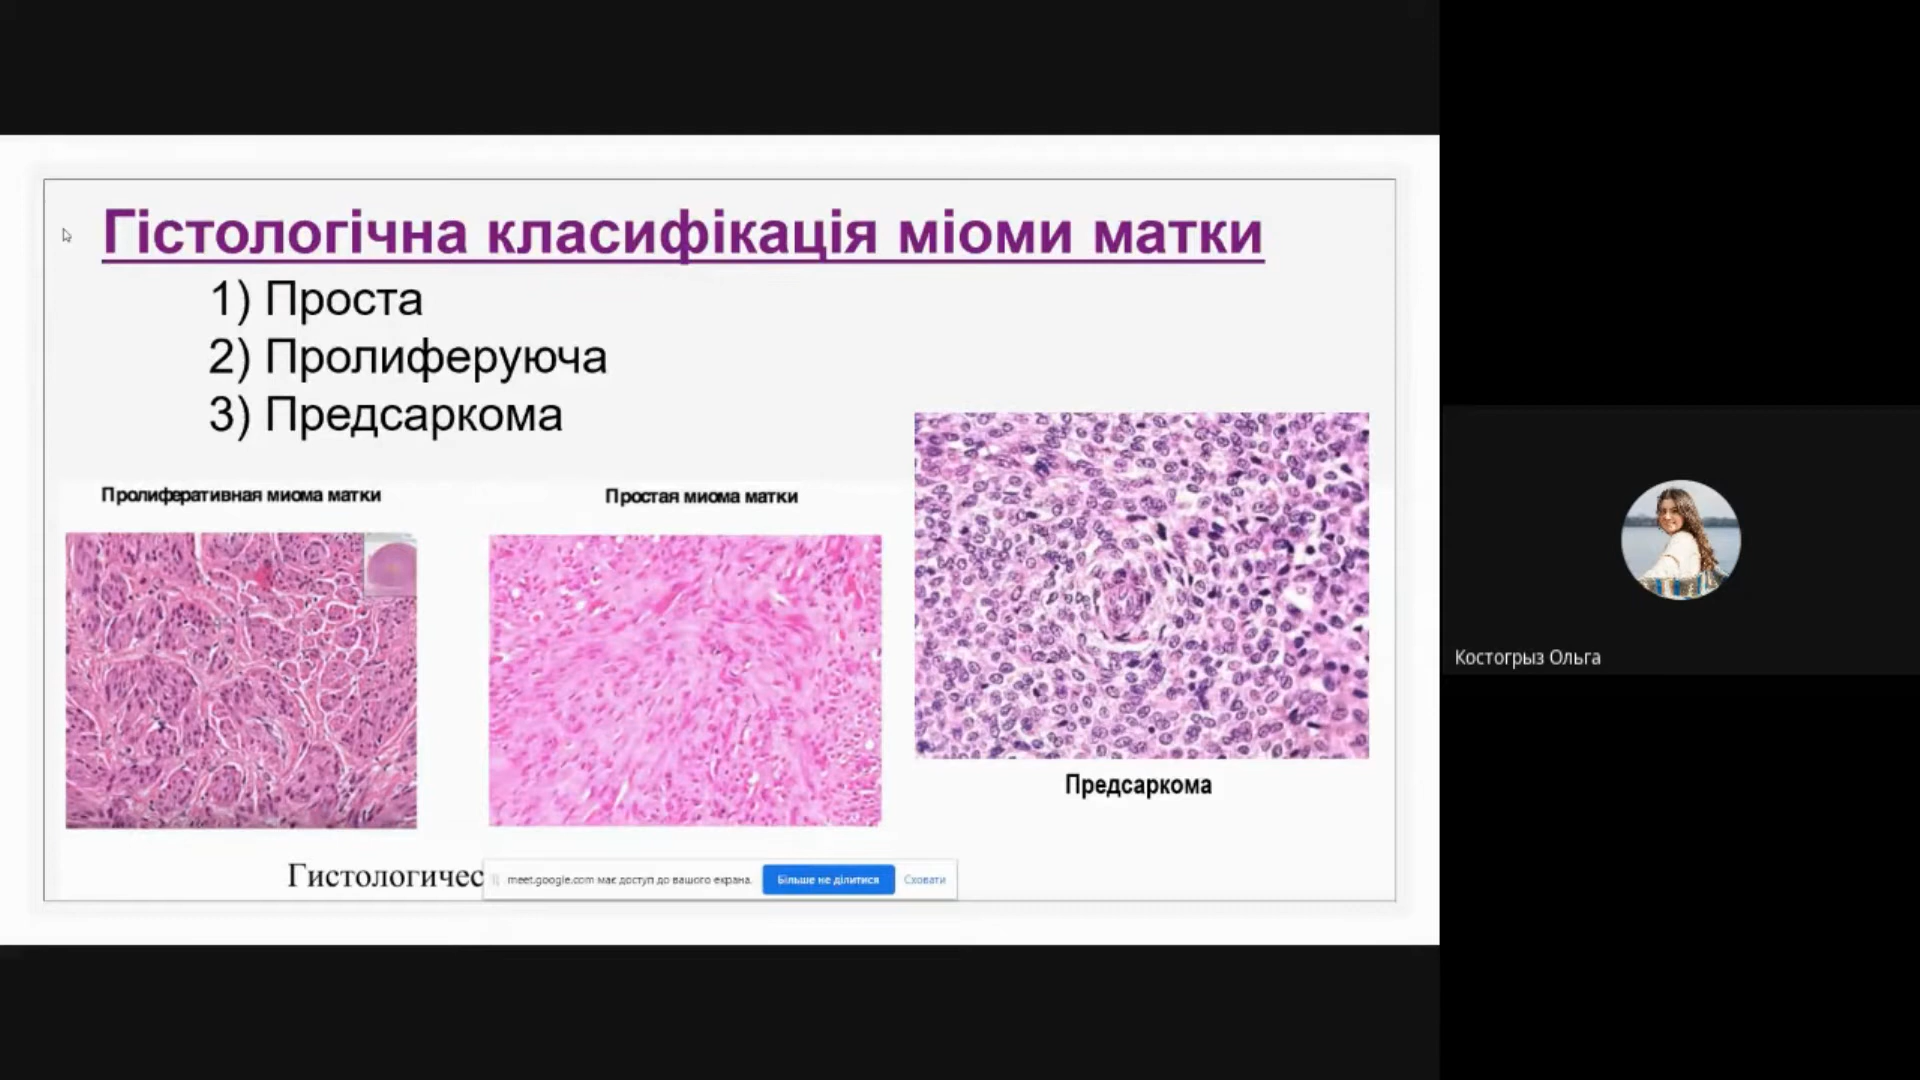 Гістологічна класифікація міоми матки
1) Проста
2) Пролиферуюча
3) Предсаркома
Пролиферативная миома матки
Простая миома матки
Предсаркома
Гистологичес
meet.google.com має доступ до вашого екрана.
Більше не ділитися
Сховати
Костогрыз Ольга